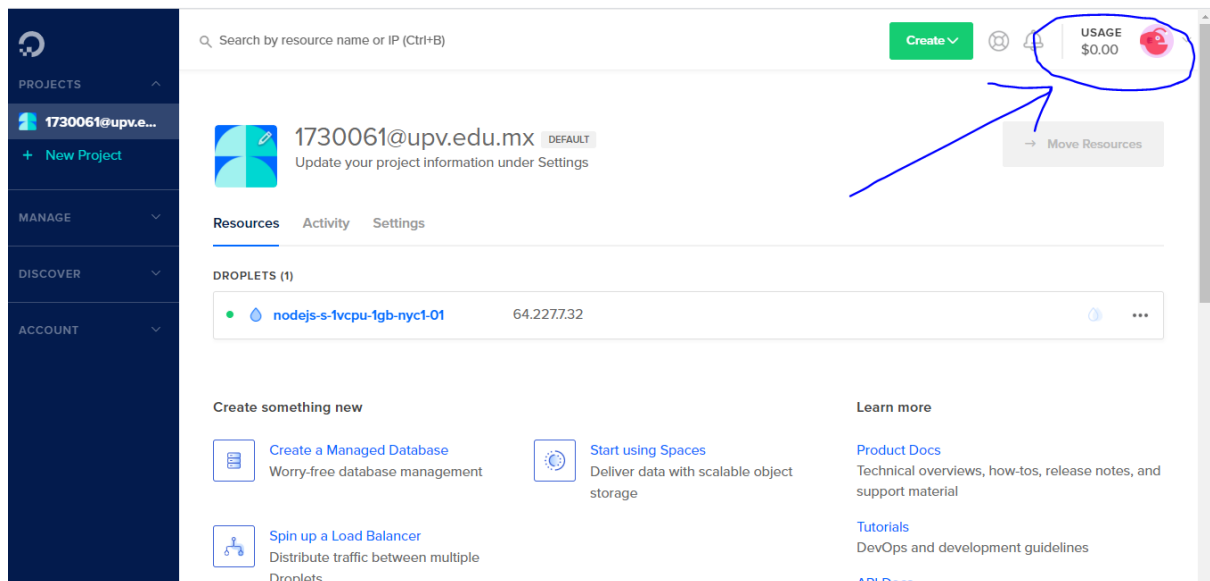 Search by resource name or IP (Ctrl+B)
Create
USAGE
$0.00
PROJECTS
1730061@upv.e...
+ New Project
MANAGE
DISCOVER
ACCOUNT
1730061@upv.edu.mx DEFAULT
Update your project information under Settings
→ Move Resources
Resources Activity Settings
DROPLETS (1)
nodejs-s-1vcpu-1gb-nyc1-01 64.227.7.32
Create something new
Create a Managed Database
Worry-free database management
Start using Spaces
Deliver data with scalable object
storage
Spin up a Load Balancer
Distribute traffic between multiple
Droplets
Learn more
Product Docs
Technical overviews, how-tos, release notes, and
support material
Tutorials
DevOps and development guidelines
API Docs